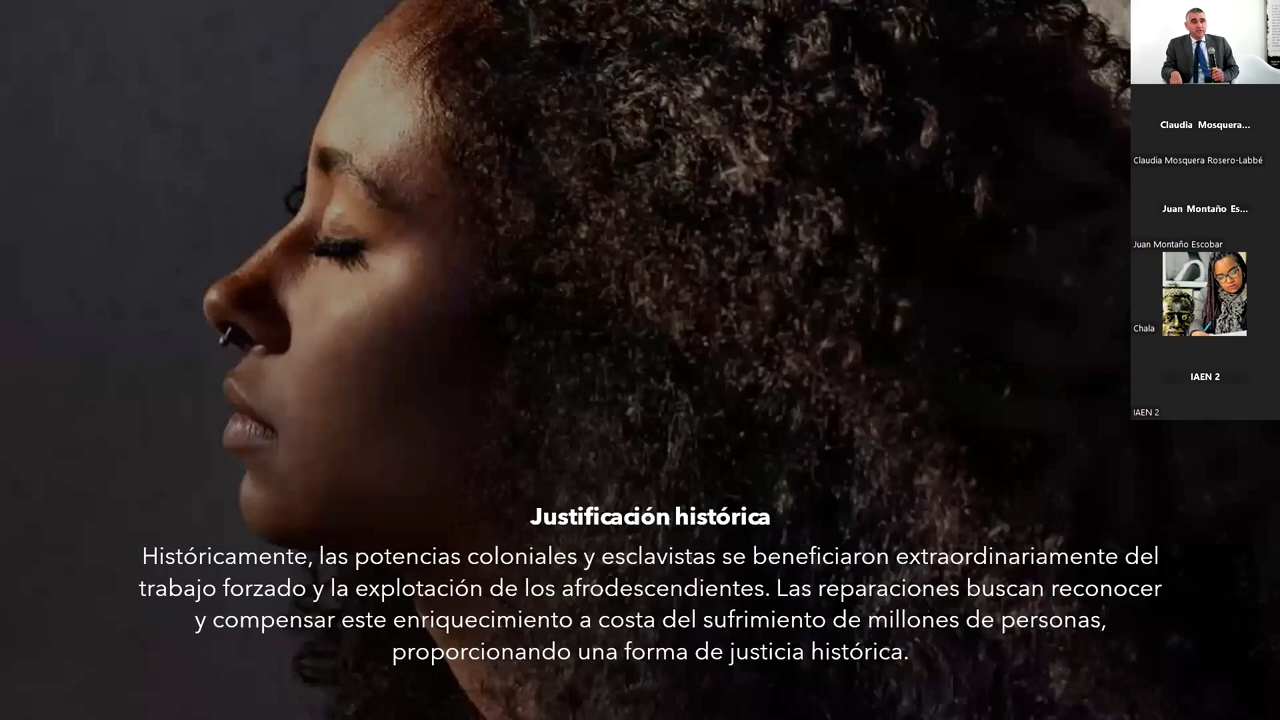 Claudia Mosquera...
Claudia Mosquera Rosero-Labbé
Juan Montaño Es...
Juan Montaño Escobar
Chala
IAEN 2
IAEN 2
Justificación histórica
Históricamente, las potencias coloniales y esclavistas se beneficiaron extraordinariamente del
trabajo forzado y la explotación de los afrodescendientes. Las reparaciones buscan reconocer
y compensar este enriquecimiento a costa del sufrimiento de millones de personas,
proporcionando una forma de justicia histórica.